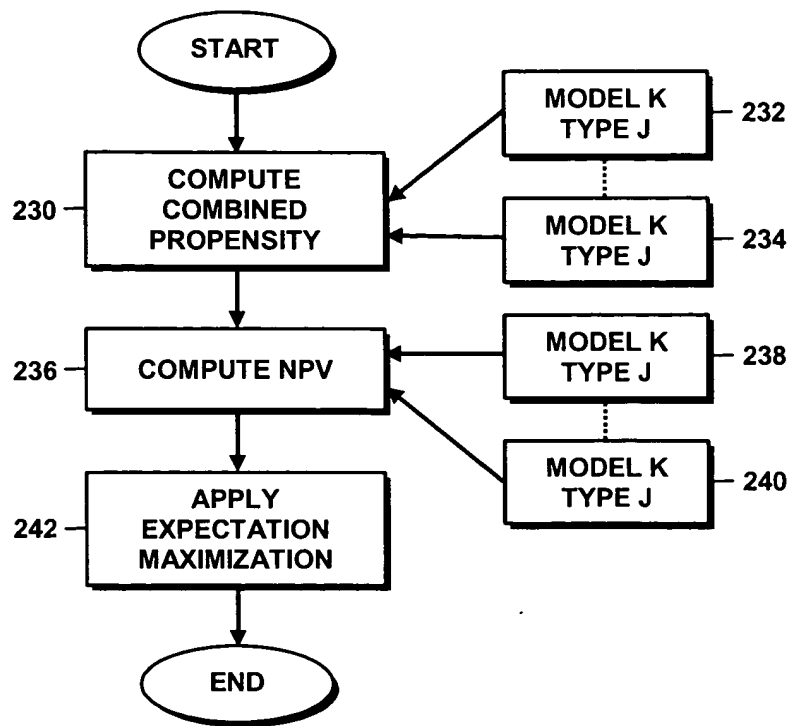 START
MODEL K
TYPE J
232
COMPUTE
COMBINED
PROPENSITY
230
MODEL K
TYPE J
234
236
COMPUTE NPV
MODEL K
TYPE J
238
MODEL K
TYPE J
240
242
APPLY
EXPECTATION
MAXIMIZATION
END